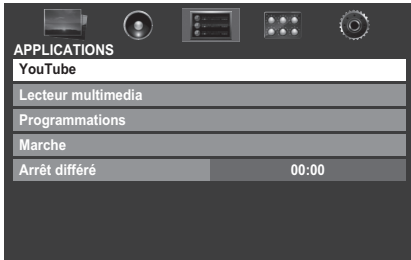 APPLICATIONS
YouTube
Lecteur multimedia
Programmations
Marche
Arrêt différé 00:00